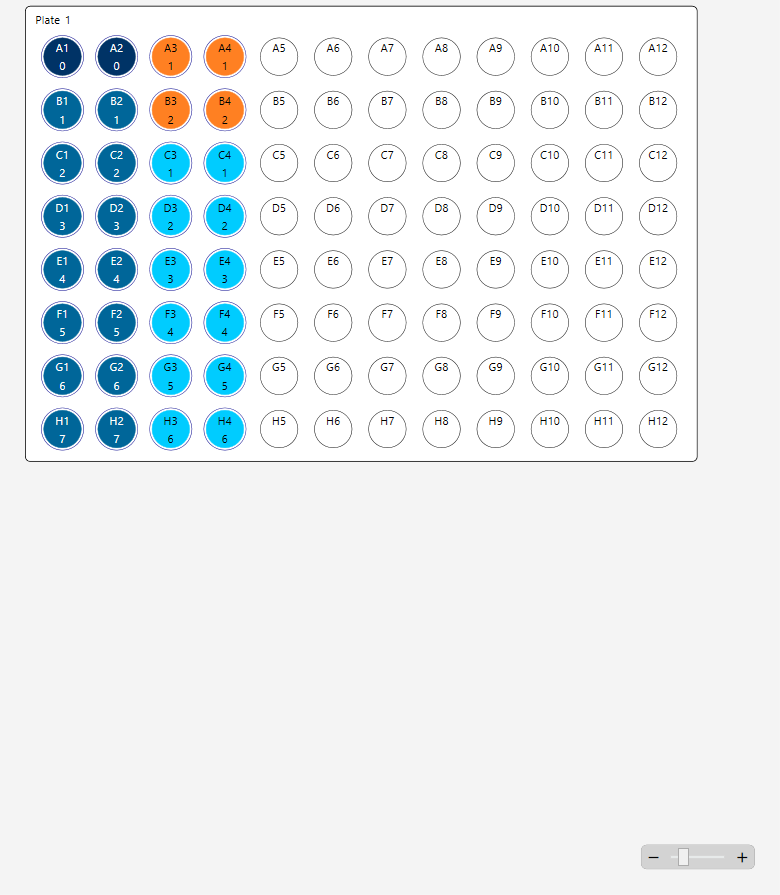 Plate 1
A1 A2 A3 A4 A5 A6 A7 A8 A9 A10 A11 A12
0 0 1 1
B1 B2 B3 B4 B5 B6 B7 B8 B9 B10 B11 B12
1 1 2 2
C1 C2 C3 C4 C5 C6 C7 C8 C9 C10 C11 C12
2 2 1 1
D1 D2 D3 D4 D5 D6 D7 D8 D9 D10 D11 D12
3 3 2 2
E1 E2 E3 E4 E5 E6 E7 E8 E9 E10 E11 E12
4 4 3 3
F1 F2 F3 F4 F5 F6 F7 F8 F9 F10 F11 F12
5 5 4 4
G1 G2 G3 G4 G5 G6 G7 G8 G9 G10 G11 G12
6 6 5 5
H1 H2 H3 H4 H5 H6 H7 H8 H9 H10 H11 H12
7 7 6 6
− +